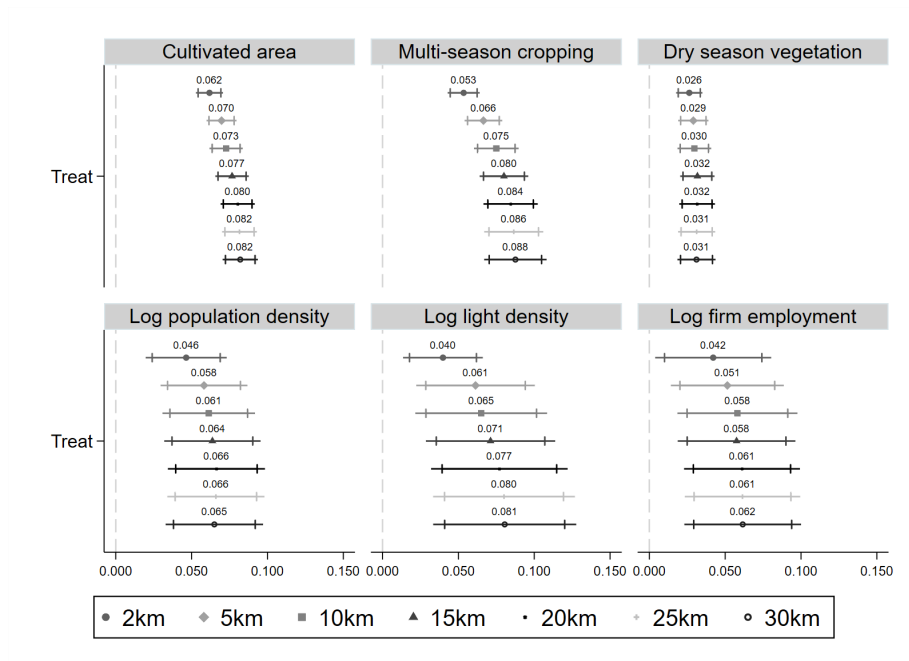 Cultivated area Multi-season cropping Dry season vegetation
0.062 0.053 0.026
0.070 0.066 0.029
0.073 0.075 0.030
Treat 0.077 0.080 0.032
0.080 0.084 0.032
0.082 0.086 0.031
0.082 0.088 0.031
Log population density Log light density Log firm employment
0.046 0.040 0.042
0.058 0.061 0.051
0.061 0.065 0.058
Treat 0.064 0.071 0.058
0.066 0.077 0.061
0.066 0.080 0.061
0.065 0.081 0.062
0.000 0.050 0.100 0.150 0.000 0.050 0.100 0.150 0.000 0.050 0.100 0.150
2km 5km 10km 15km 20km 25km 30km